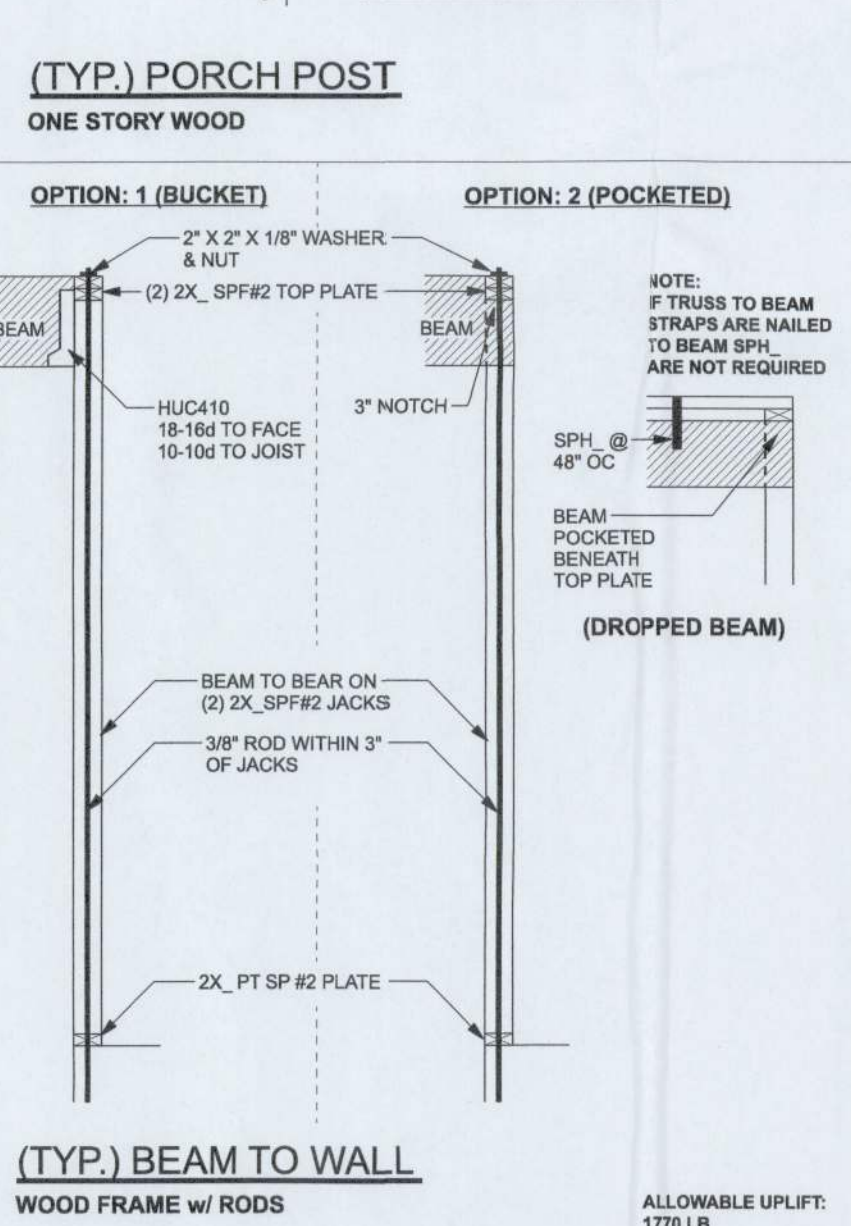 (TYP.) PORCH POST
ONE STORY WOOD
OPTION: 1 (BUCKET)
OPTION: 2 (POCKETED)
2" X 2" X 1/8" WASHER
& NUT
(2) 2X_ SPF#2 TOP PLATE
BEAM
BEAM
HUC410
18-16d TO FACE
10-10d TO JOIST
3" NOTCH
NOTE:
IF TRUSS TO BEAM
STRAPS ARE NAILED
TO BEAM SPH_
ARE NOT REQUIRED
SPH_ @
48" OC
BEAM
POCKETED
BENEATH
TOP PLATE
(DROPPED BEAM)
BEAM TO BEAR ON
(2) 2X_SPF#2 JACKS
3/8" ROD WITHIN 3"
OF JACKS
2X_ PT SP #2 PLATE
(TYP.) BEAM TO WALL
WOOD FRAME w/ RODS
ALLOWABLE UPLIFT:
1770 LB